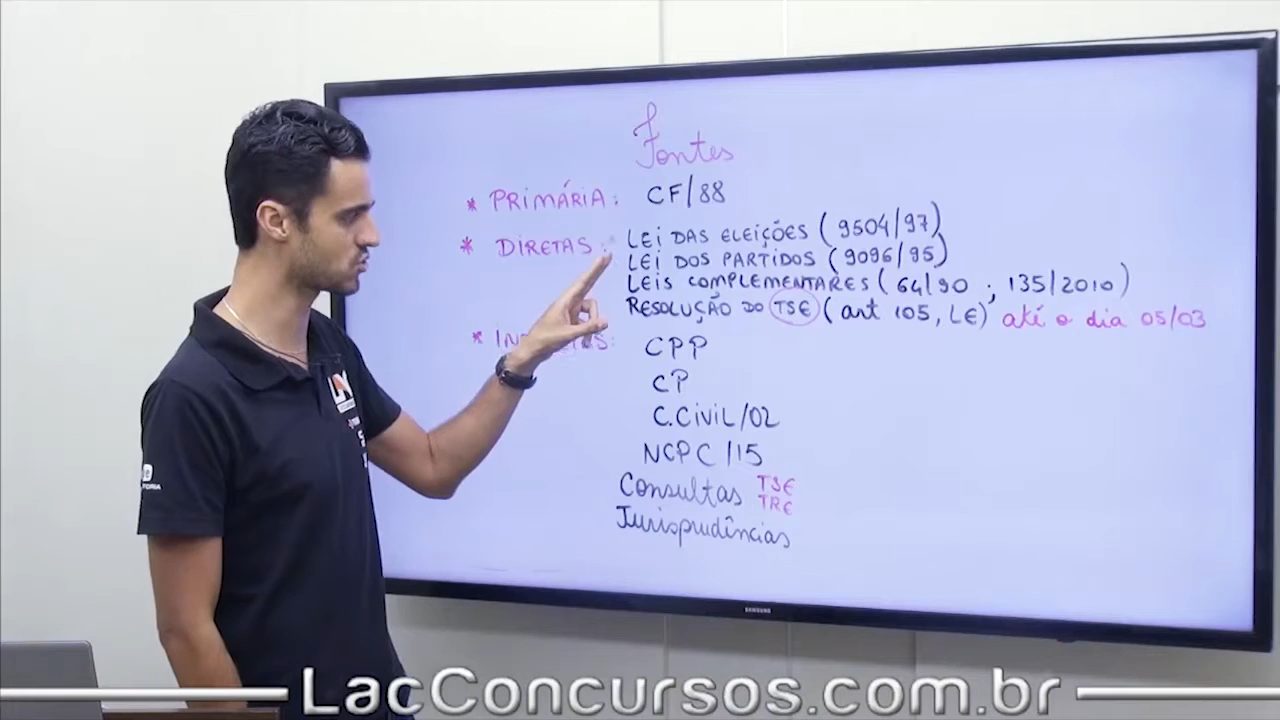 Fontes
* PRIMÁRIA: CF/88
* DIRETAS: LEI DAS ELEIÇÕES (9504/97)
LEI DOS PARTIDOS (9096/95)
LEIS COMPLEMENTARES (64/90 ; 135/2010)
RESOLUÇÃO DO TSE (art 105, LE) até o dia 05/03
* CPP
CP
C.CIVIL/02
NCPC/15
Consultas TSE
TRE
Jurisprudências
SAMSUNG
LacConcursos.com.br